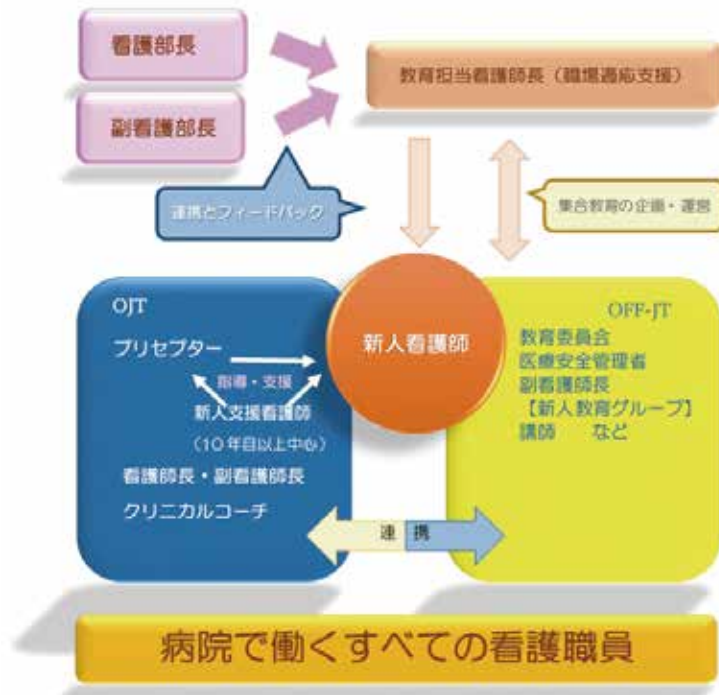 看護部長
副看護部長
教育担当看護師長（職場適応支援）
連携とフィードバック
集合教育の企画・運営
新人看護師
OJT
プリセプター
指導・支援
新人支援看護師
（10年目以上中心）
看護師長・副看護師長
クリニカルコーチ
OFF-JT
教育委員会
医療安全管理者
副看護師長
【新人教育グループ】
講師　など
連　携
病院で働くすべての看護職員